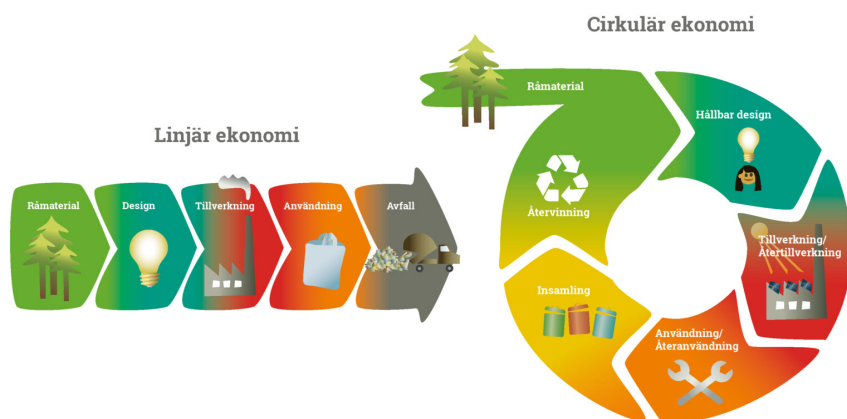 Cirkulär ekonomi
Linjär ekonomi
Råmaterial
Design
Tillverkning
Användning
Avfall
Råmaterial
Hållbar design
Tillverkning/
Återtillverkning
Användning/
Återanvändning
Insamling
Återvinning